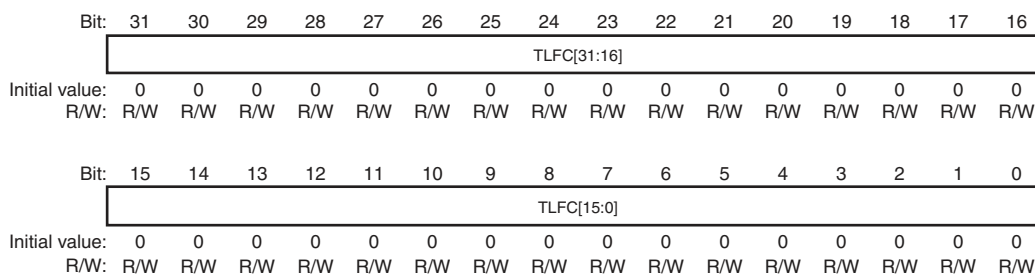 Bit: 31 30 29 28 27 26 25 24 23 22 21 20 19 18 17 16
TLFC[31:16]
Initial value: 0 0 0 0 0 0 0 0 0 0 0 0 0 0 0 0
R/W: R/W R/W R/W R/W R/W R/W R/W R/W R/W R/W R/W R/W R/W R/W R/W R/W
Bit: 15 14 13 12 11 10 9 8 7 6 5 4 3 2 1 0
TLFC[15:0]
Initial value: 0 0 0 0 0 0 0 0 0 0 0 0 0 0 0 0
R/W: R/W R/W R/W R/W R/W R/W R/W R/W R/W R/W R/W R/W R/W R/W R/W R/W